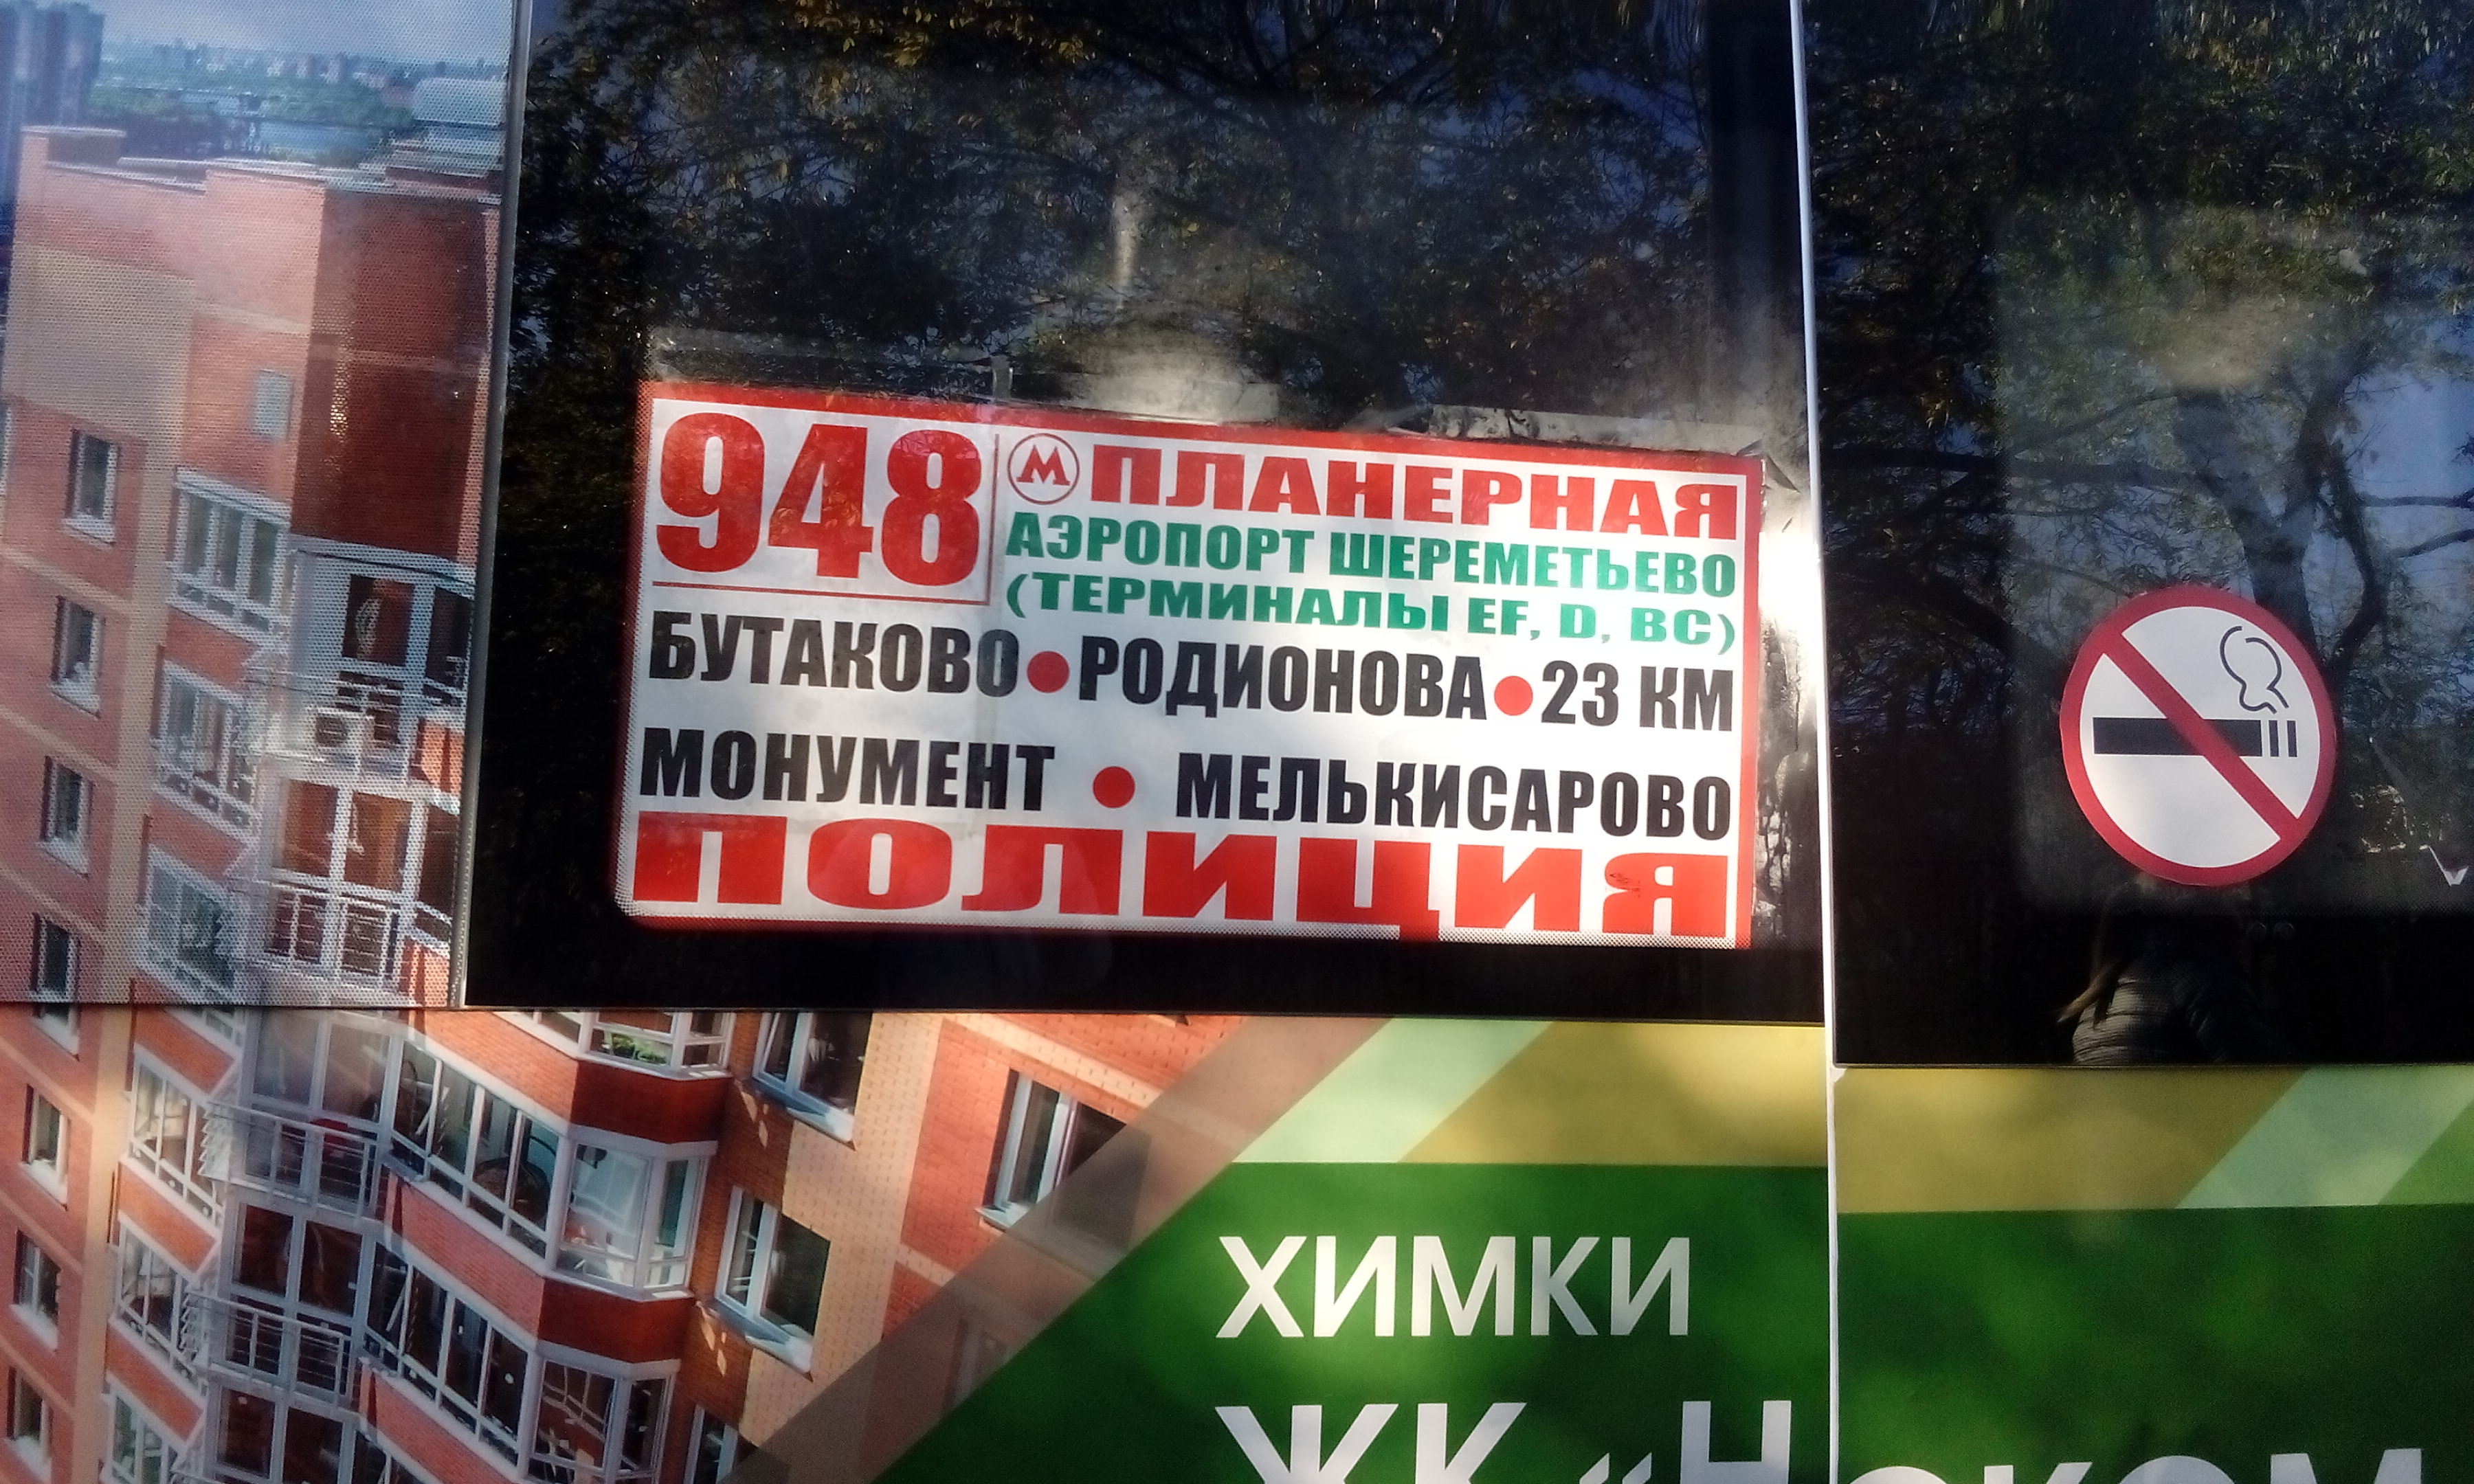 948
М ПЛАНЕРНАЯ
АЭРОПОРТ ШЕРЕМЕТЬЕВО
(ТЕРМИНАЛЫ EF, D, BC)
БУТАКОВО • РОДИОНОВА • 23 КМ
МОНУМЕНТ • МЕЛЬКИСАРОВО
ПОЛИЦИЯ
ХИМКИ
ЖК